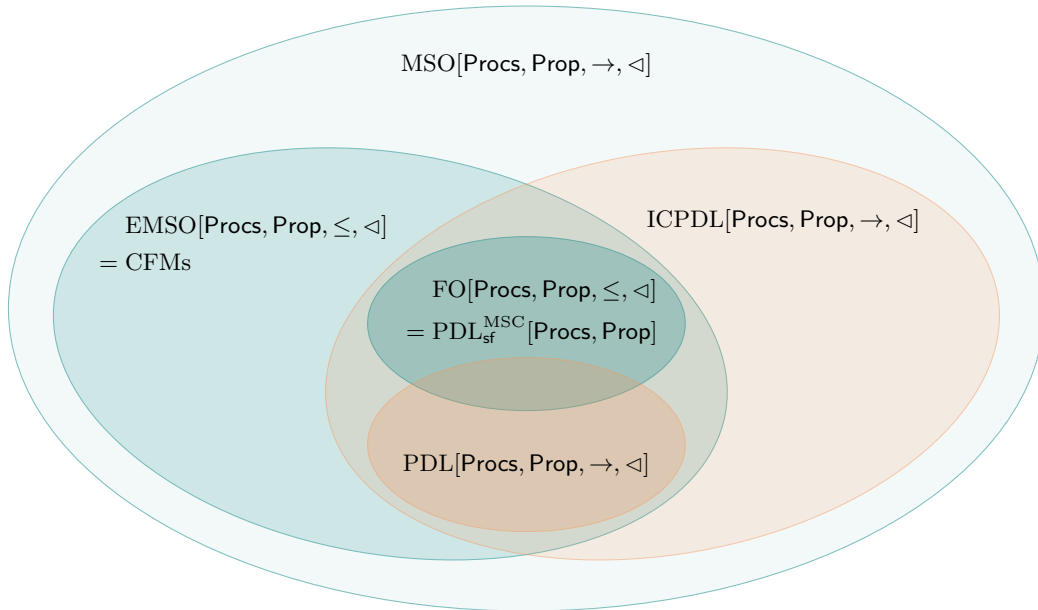 MSO[Procs, Prop, →, ◁]
EMSO[Procs, Prop, ≤, ◁]
= CFMs
ICPDL[Procs, Prop, →, ◁]
FO[Procs, Prop, ≤, ◁]
= PDL_sf^MSC[Procs, Prop]
PDL[Procs, Prop, →, ◁]